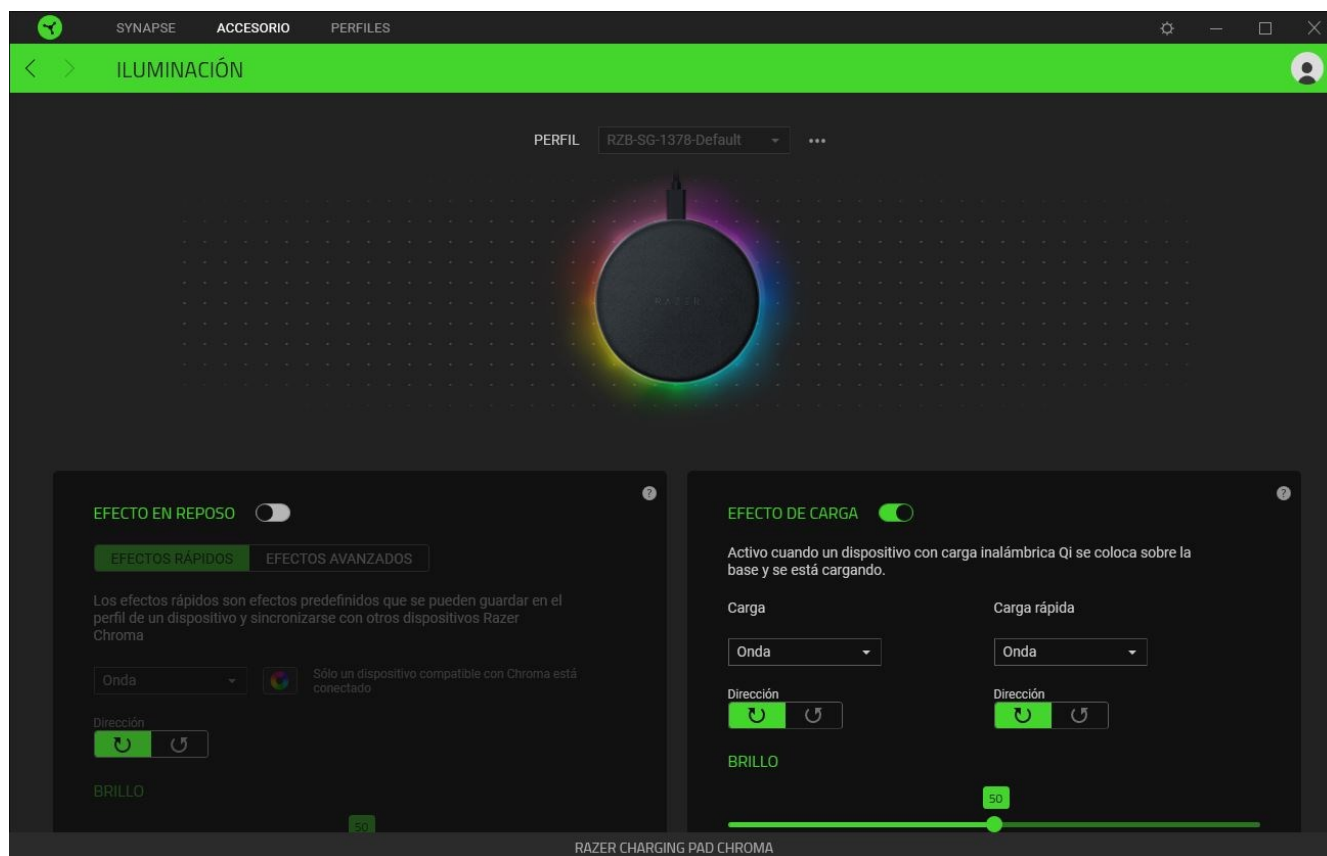 SYNAPSE ACCESORIO PERFILES
ILUMINACIÓN
PERFIL RZB-SG-1378-Default
RAZER
EFECTO EN REPOSO
EFECTOS RÁPIDOS EFECTOS AVANZADOS
Los efectos rápidos son efectos predefinidos que se pueden guardar en el
perfil de un dispositivo y sincronizarse con otros dispositivos Razer
Chroma
Onda
Sólo un dispositivo compatible con Chroma está
conectado
Dirección
BRILLO
50
?
EFECTO DE CARGA
?
Activo cuando un dispositivo con carga inalámbrica Qi se coloca sobre la
base y se está cargando.
Carga Carga rápida
Onda Onda
Dirección Dirección
BRILLO
50
RAZER CHARGING PAD CHROMA